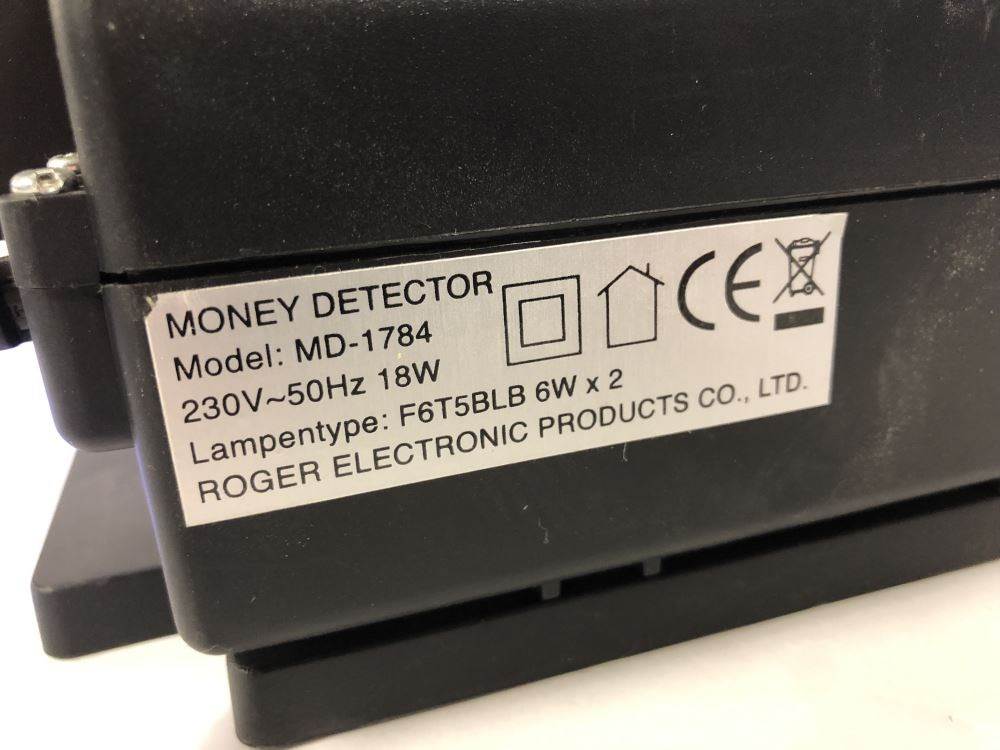 MONEY DETECTOR
Model: MD-1784
230V~50Hz 18W
Lampentype: F6T5BLB 6W x 2
ROGER ELECTRONIC PRODUCTS CO., LTD.
CE